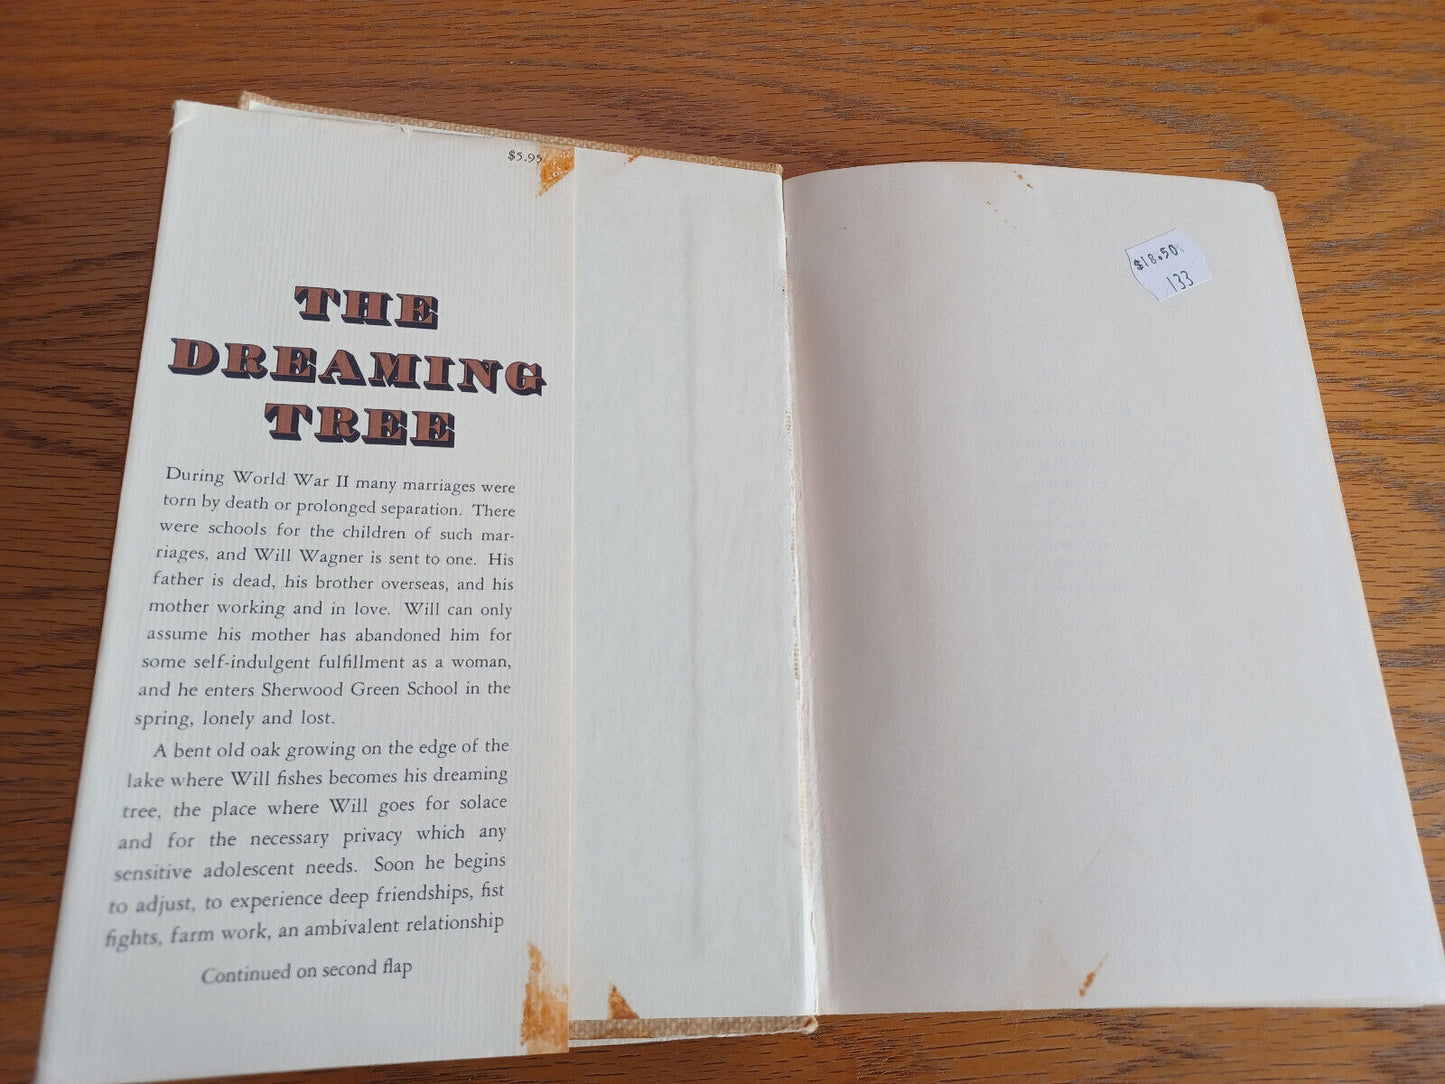 $5.95
THE
DREAMING
TREE
During World War II many marriages were
torn by death or prolonged separation. There
were schools for the children of such mar-
riages, and Will Wagner is sent to one. His
father is dead, his brother overseas, and his
mother working and in love. Will can only
assume his mother has abandoned him for
some self-indulgent fulfillment as a woman,
and he enters Sherwood Green School in the
spring, lonely and lost.
A bent old oak growing on the edge of the
lake where Will fishes becomes his dreaming
tree, the place where Will goes for solace
and for the necessary privacy which any
sensitive adolescent needs. Soon he begins
to adjust, to experience deep friendships, fist
fights, farm work, an ambivalent relationship
Continued on second flap
$18.50
133